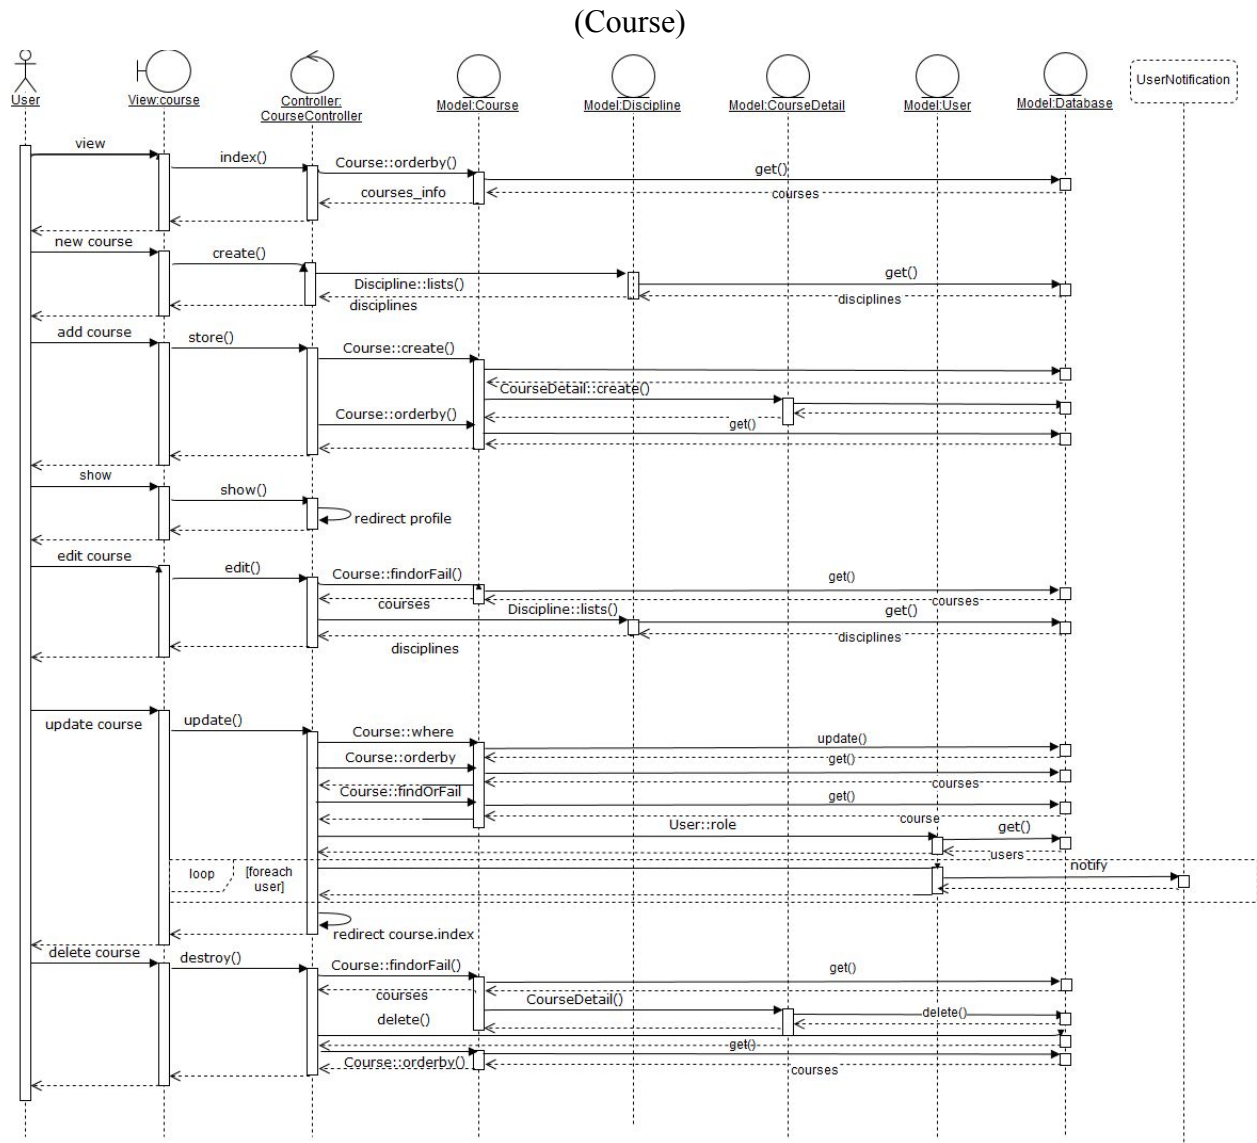 (Course)
User
View:course
Controller:
CourseController
Model:Course
Model:Discipline
Model:CourseDetail
Model:User
Model:Database
UserNotification
view
index()
Course::orderby()
get()
courses_info
courses
new course
create()
Discipline::lists()
get()
disciplines
disciplines
add course
store()
Course::create()
CourseDetail::create()
Course::orderby()
get()
show
show()
redirect profile
edit course
edit()
Course::findorFail()
get()
courses
courses
Discipline::lists()
get()
disciplines
disciplines
update course
update()
Course::where
update()
Course::orderby
get()
courses
Course::findOrFail
get()
course
User::role
get()
users
loop
[foreach
user]
notify
redirect course.index
delete course
destroy()
Course::findorFail()
get()
courses
CourseDetail()
delete()
delete()
get()
Course::orderby()
courses